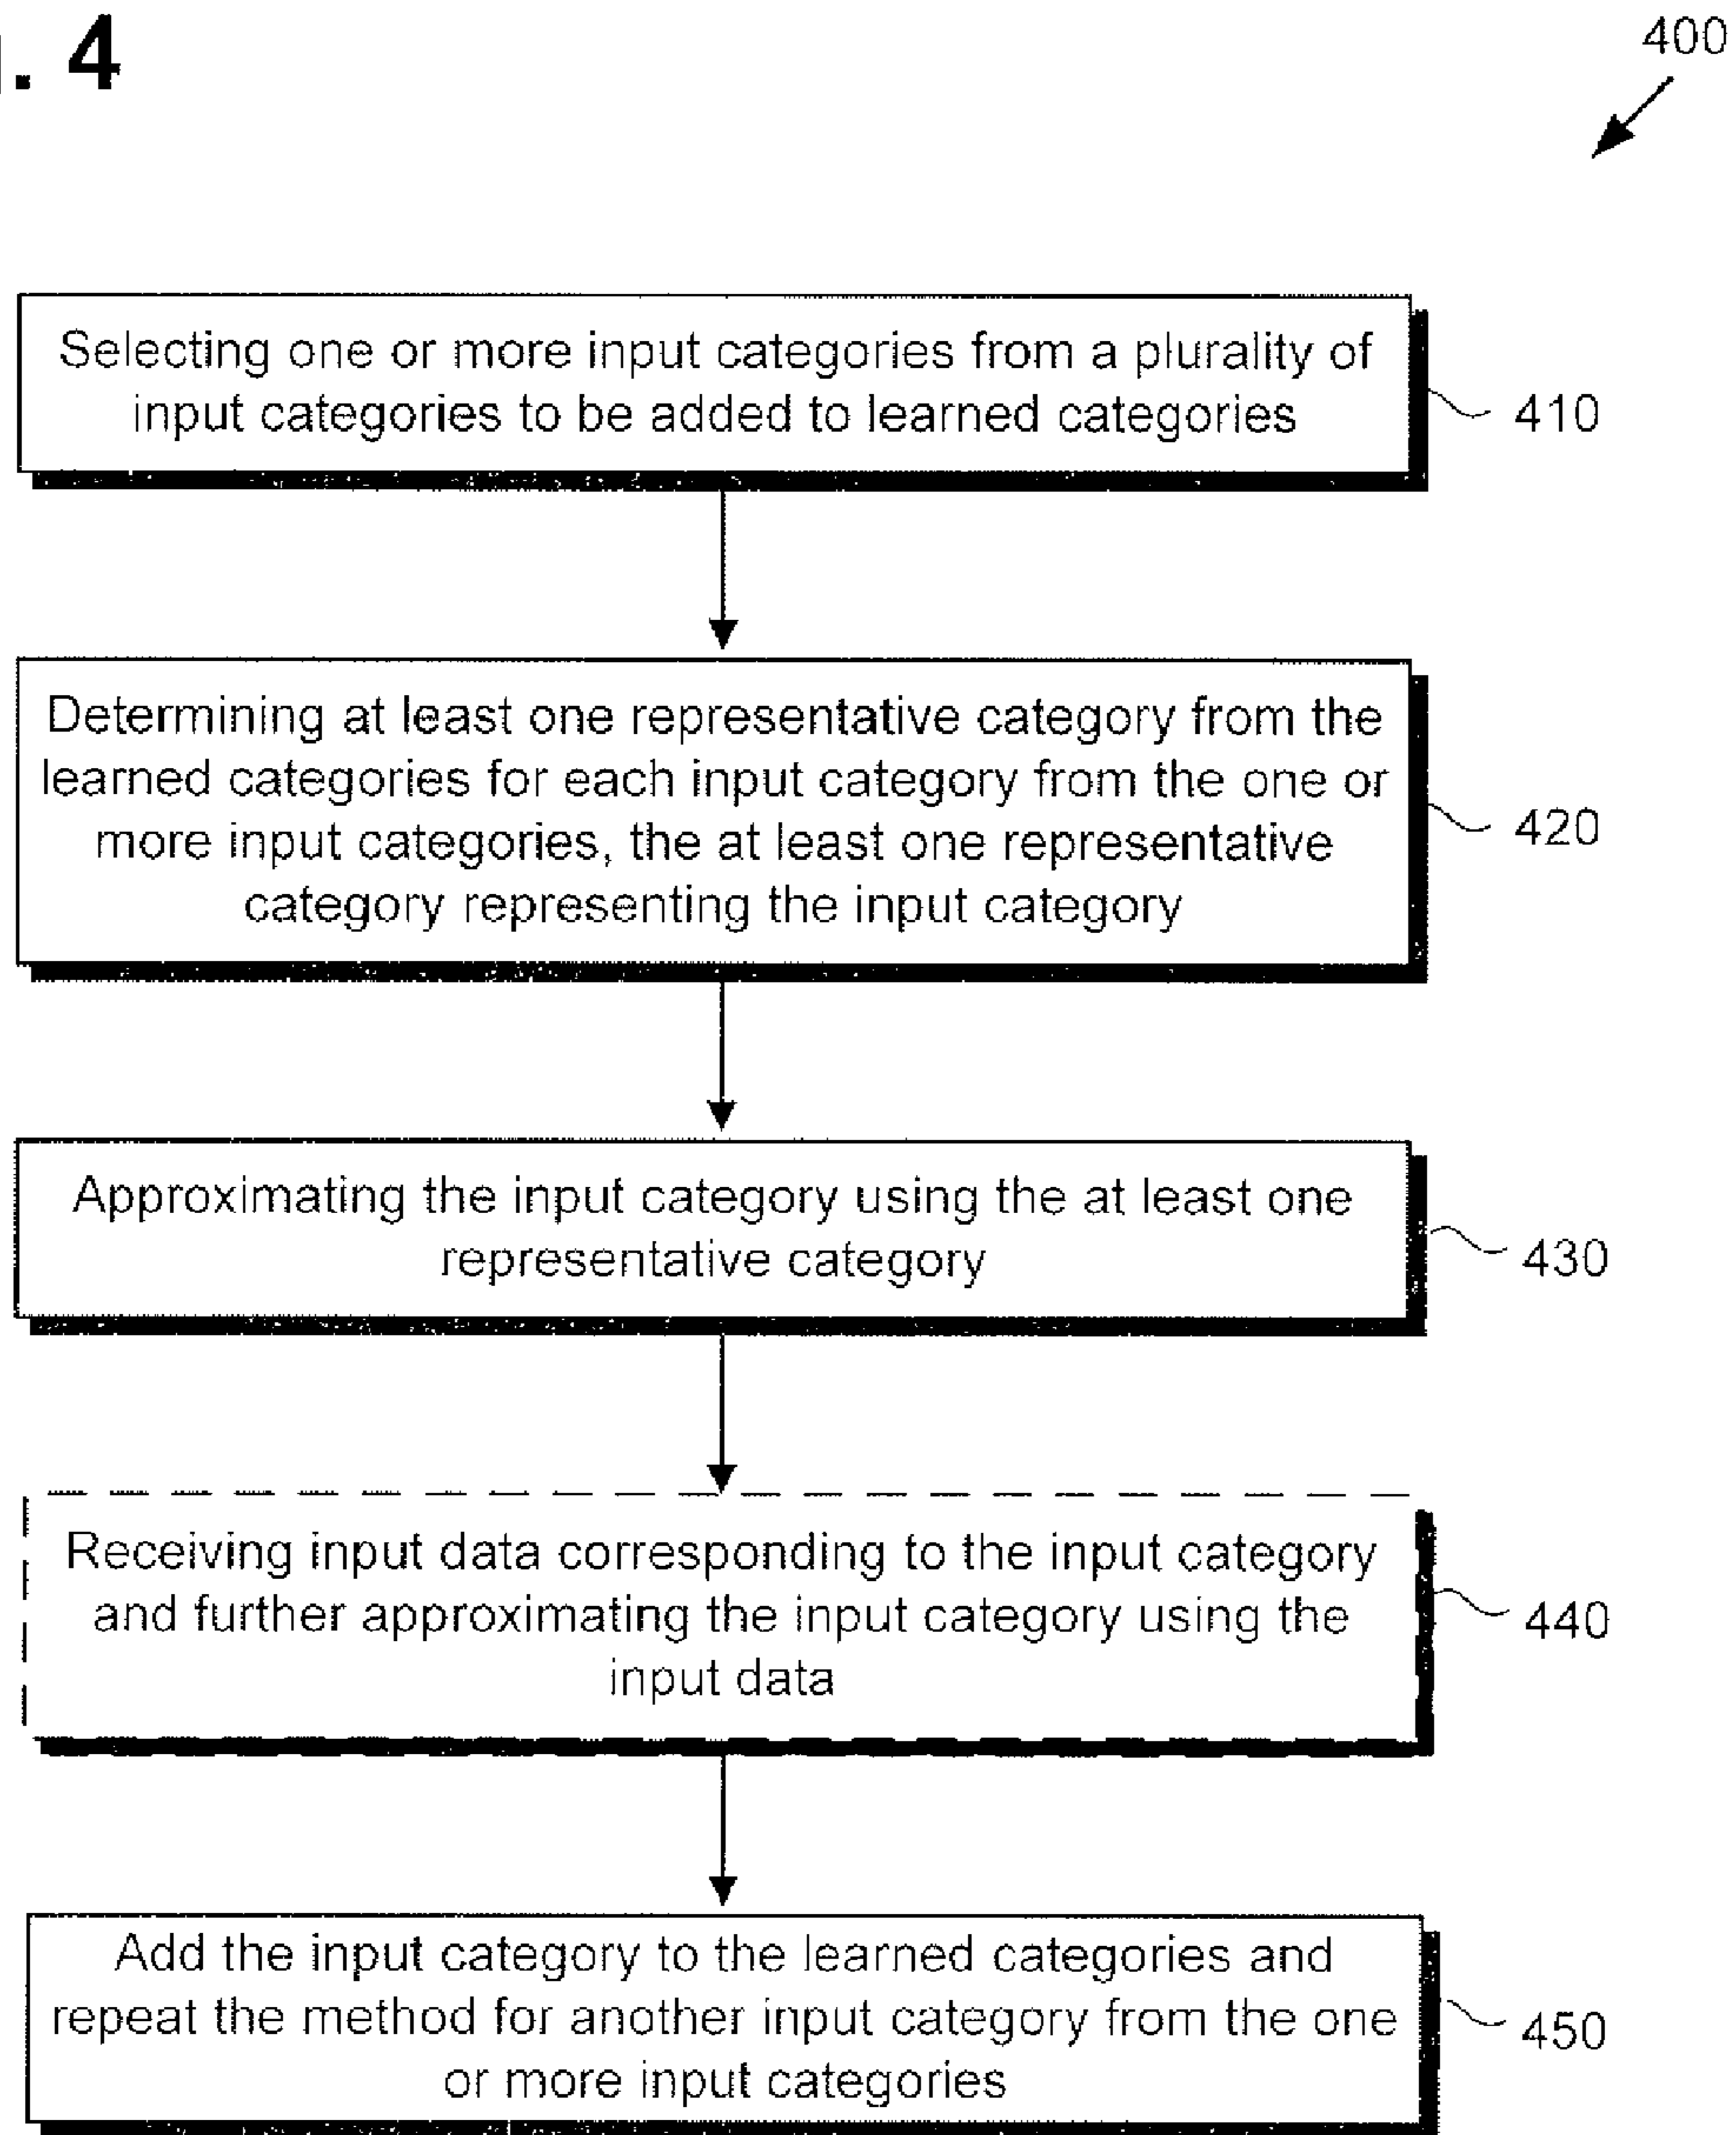 . 4
400
Selecting one or more input categories from a plurality of
input categories to be added to learned categories
410
Determining at least one representative category from the
learned categories for each input category from the one or
more input categories, the at least one representative
category representing the input category
420
Approximating the input category using the at least one
representative category
430
Receiving input data corresponding to the input category
and further approximating the input category using the
input data
440
Add the input category to the learned categories and
repeat the method for another input category from the one
or more input categories
450